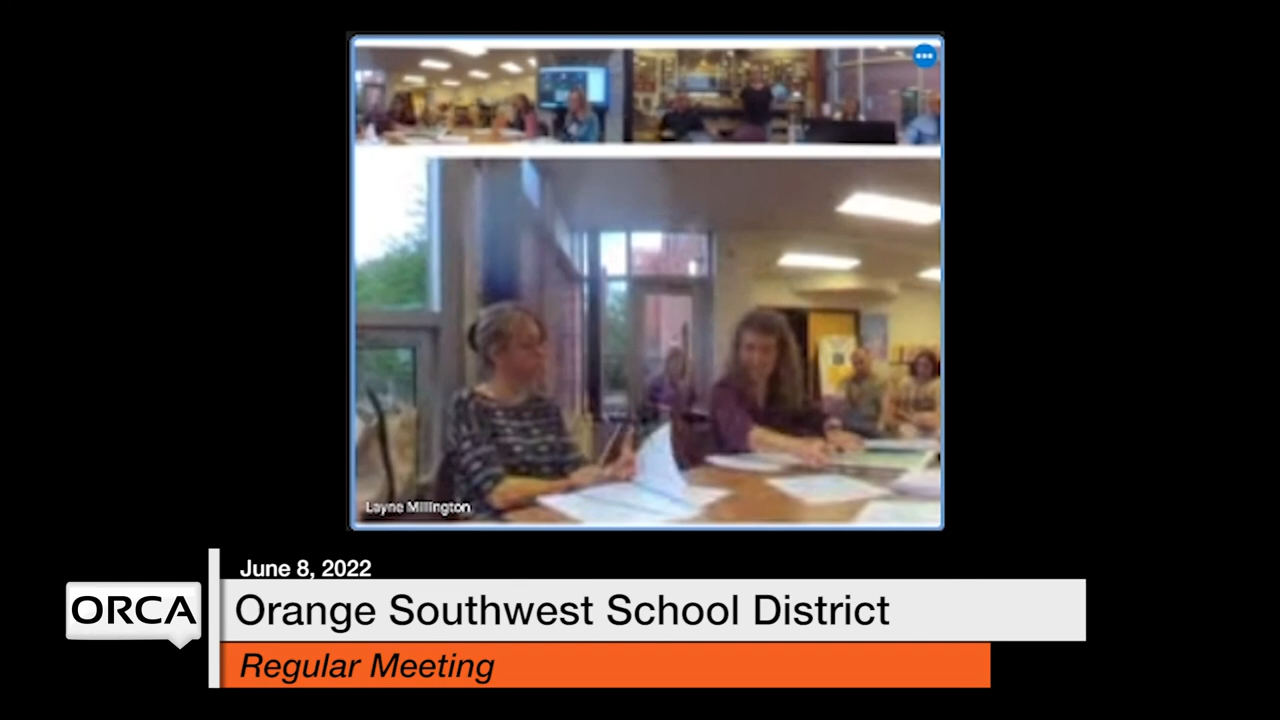 Layne Millington
June 8, 2022
ORCA
Orange Southwest School District
Regular Meeting